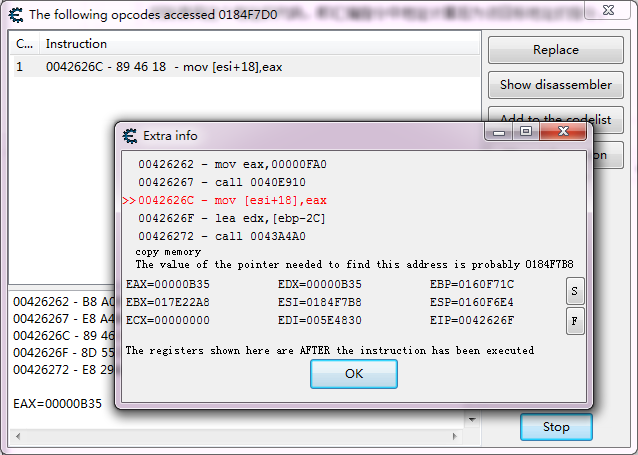 The following opcodes accessed 0184F7D0
C... Instruction
1 0042626C - 89 46 18 - mov [esi+18],eax
Replace
Show disassembler
Add to the codelist
Extra info
00426262 - mov eax,00000FA0
00426267 - call 0040E910
>>0042626C - mov [esi+18],eax
0042626F - lea edx,[ebp-2C]
00426272 - call 0043A4A0
copy memory
The value of the pointer needed to find this address is probably 0184F7B8
EAX=00000B35 EDX=00000B35 EBP=0160F71C
EBX=017E22A8 ESI=0184F7B8 ESP=0160F6E4
ECX=00000000 EDI=005E4830 EIP=0042626F
S
F
The registers shown here are AFTER the instruction has been executed
OK
00426262 - B8 A
00426267 - E8 A4
0042626C - 89 46
0042626F - 8D 55
00426272 - E8 29
EAX=00000B35
Stop